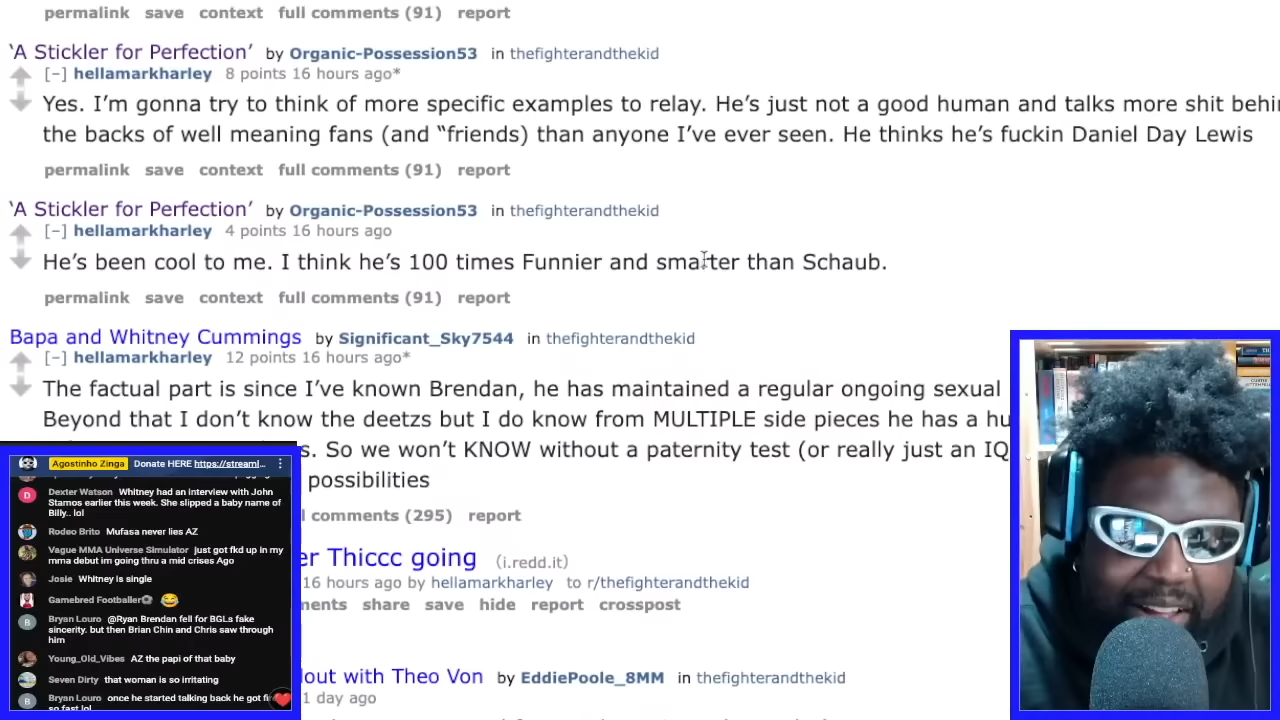 permalink save context full comments (91) report
‘A Stickler for Perfection’ by Organic-Possession53 in thefighterandthekid
[–] hellamarkharley 8 points 16 hours ago*
Yes. I’m gonna try to think of more specific examples to relay. He’s just not a good human and talks more shit behin
the backs of well meaning fans (and “friends) than anyone I’ve ever seen. He thinks he’s fuckin Daniel Day Lewis
permalink save context full comments (91) report
‘A Stickler for Perfection’ by Organic-Possession53 in thefighterandthekid
[–] hellamarkharley 4 points 16 hours ago
He’s been cool to me. I think he’s 100 times Funnier and smarter than Schaub.
permalink save context full comments (91) report
Bapa and Whitney Cummings by Significant_Sky7544 in thefighterandthekid
[–] hellamarkharley 12 points 16 hours ago*
The factual part is since I’ve known Brendan, he has maintained a regular ongoing sexual
Beyond that I don’t know the deetzs but I do know from MULTIPLE side pieces he has a hu
s. So we won’t KNOW without a paternity test (or really just an IQ
possibilities
l comments (295) report
er Thiccc going (i.redd.it)
16 hours ago by hellamarkharley to r/thefighterandthekid
ments share save hide report crosspost
lout with Theo Von by EddiePoole_8MM in thefighterandthekid
1 day ago
Agostinho Zinga Donate HERE https://streaml...
Dexter Watson Whitney had an interview with John
Stamos earlier this week. She slipped a baby name of
Billy.. lol
Rodeo Brito Mufasa never lies AZ
Vague MMA Universe Simulator just got fkd up in my
mma debut im going thru a mid crises Ago
Josie Whitney is single
Gamebred Footballer
Bryan Louro @Ryan Brendan fell for BGLs fake
sincerity. but then Brian Chin and Chris saw through
him
Young_Old_Vibes AZ the papi of that baby
Seven Dirty that woman is so irritating
Bryan Louro once he started talking back he got fi
so fast lol